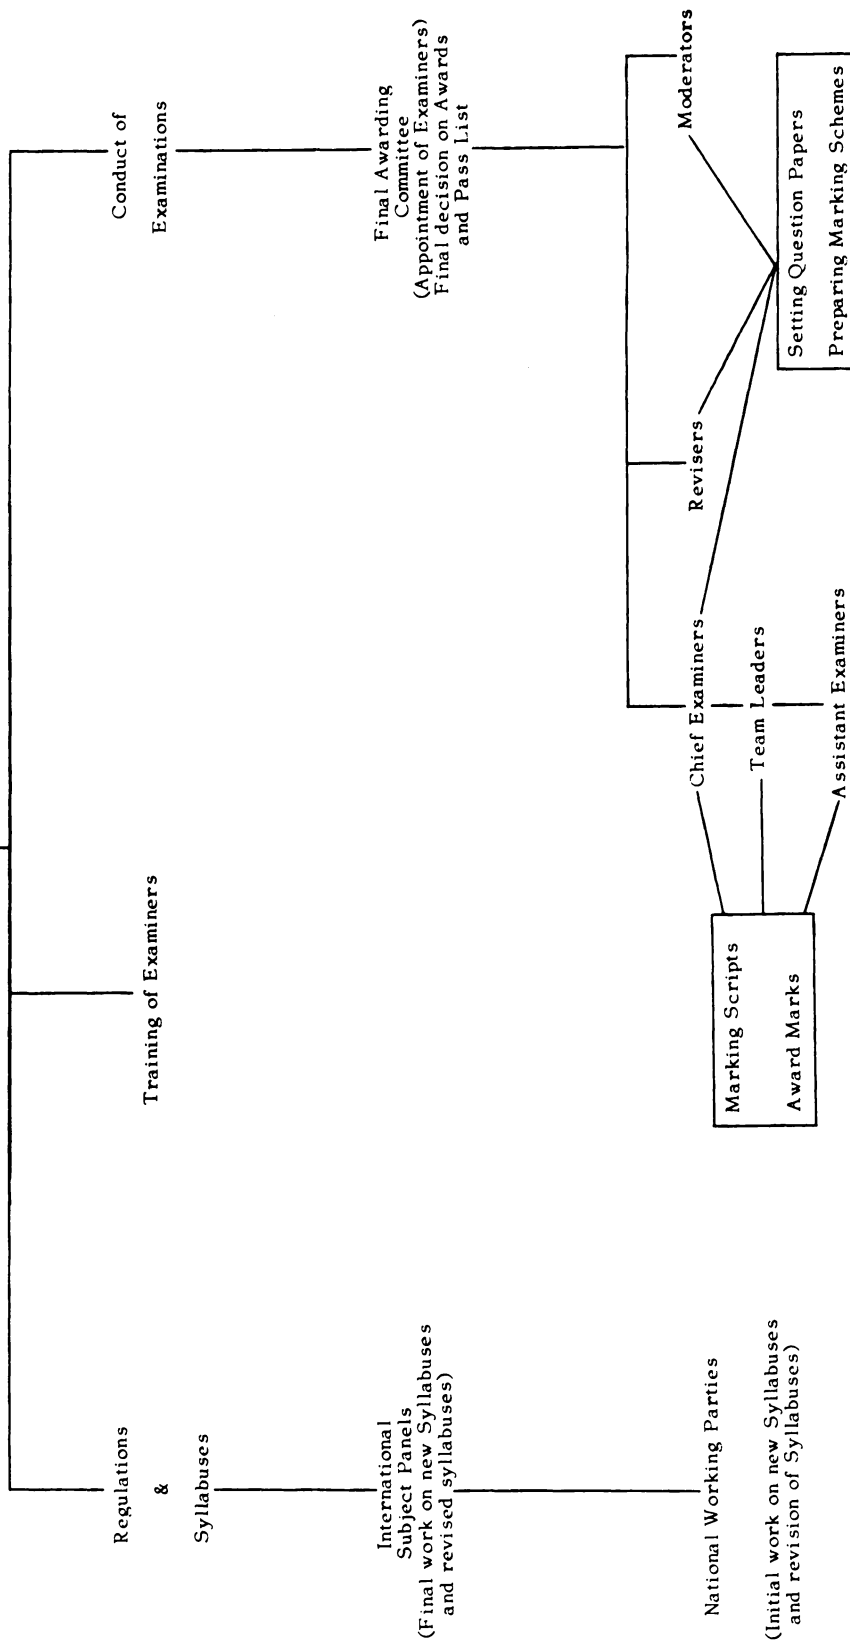 Regulations
&
Syllabuses
International
Subject Panels
(Final work on new Syllabuses
and revised syllabuses)
National Working Parties
(Initial work on new Syllabuses
and revision of Syllabuses)
Training of Examiners
Conduct of
Examinations
Final Awarding
Committee
(Appointment of Examiners)
Final decision on Awards
and Pass List
Chief Examiners
Revisers
Moderators
Team Leaders
Assistant Examiners
Marking Scripts
Award Marks
Setting Question Papers
Preparing Marking Schemes